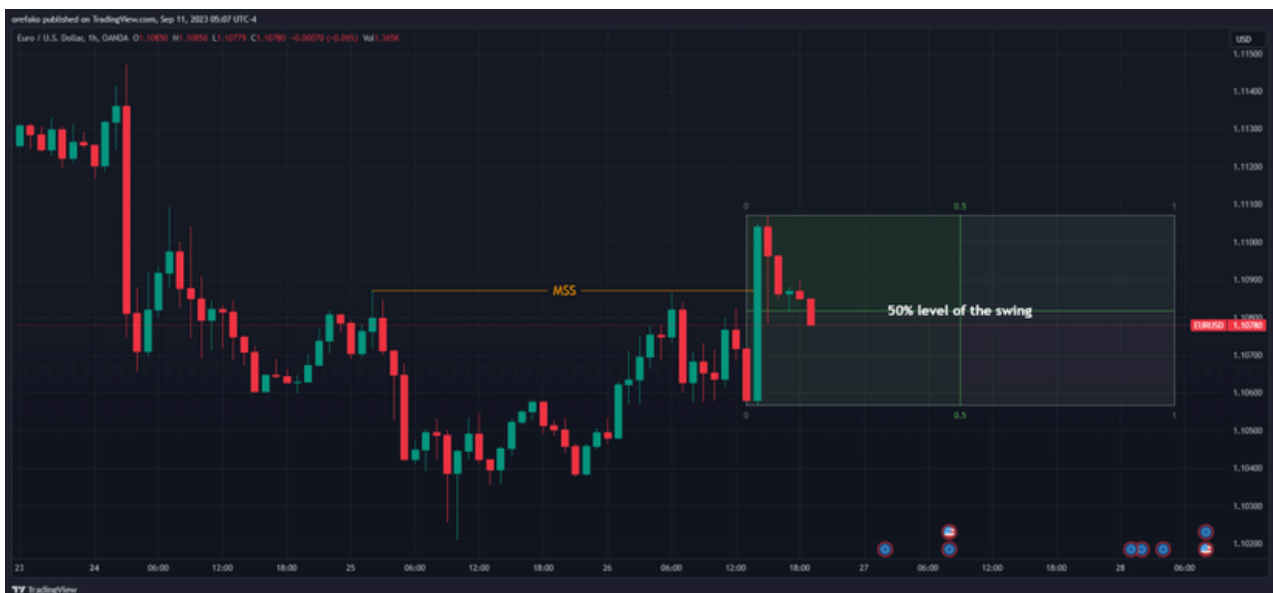 orefako published on TradingView.com, Sep 11, 2023 05:07 UTC-4
Euro / U.S. Dollar, 1h, OANDA O1.10850 H1.10850 L1.10779 C1.10780 -0.00070 (-0.06%) Vol1.365K
USD
1.11500
1.11400
1.11300
1.11200
0 0.5 1
1.11100
1.11000
MSS
1.10900
50% level of the swing
1.10800
EURUSD 1.10780
1.10700
1.10600
0 0.5 1
1.10500
1.10400
1.10300
1.10200
23 24 06:00 12:00 18:00 25 06:00 12:00 18:00 26 06:00 12:00 18:00 27 06:00 12:00 18:00 28 06:00
TradingView